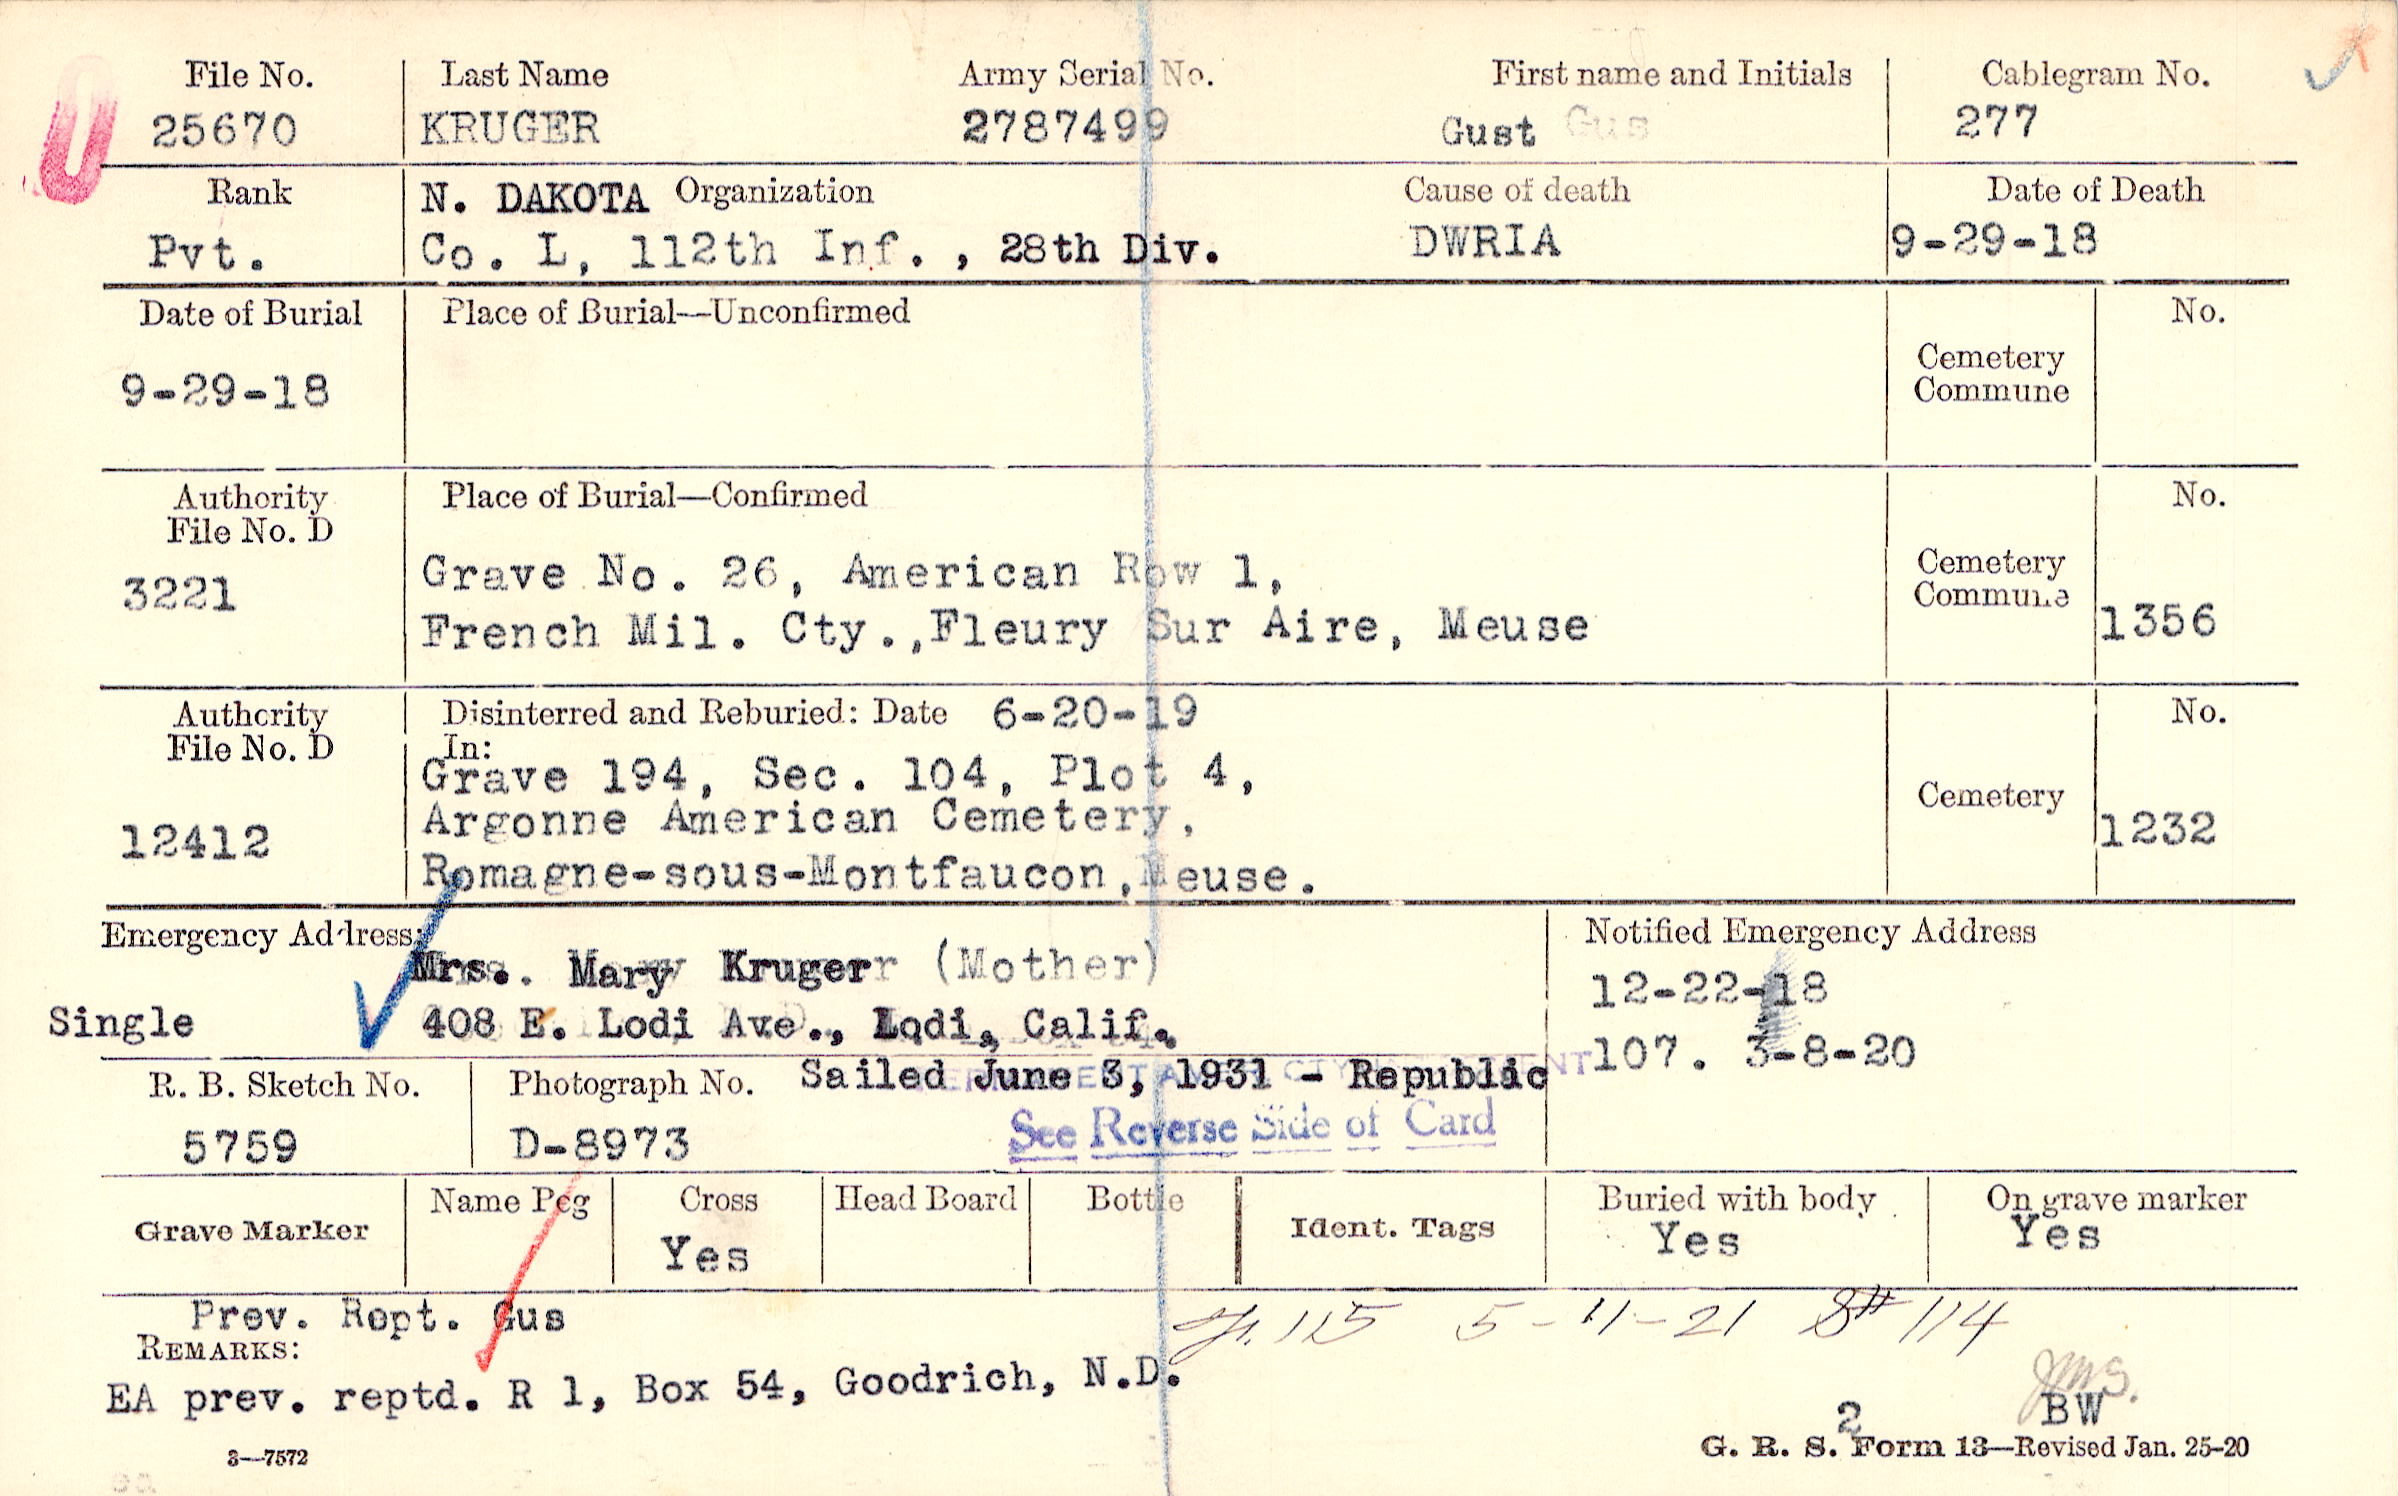 File No. Last Name Army Serial No. First name and Initials Cablegram No.
25670 KRUGER 2787499 Gust Gus 277
Rank N. DAKOTA Organization Cause of death Date of Death
Pvt. Co. L, 112th Inf., 28th Div. DWRIA 9-29-18
Date of Burial Place of Burial—Unconfirmed No.
9-29-18 Cemetery
Commune
Authority Place of Burial—Confirmed No.
File No. D
3221 Grave No. 26, American Row 1, Cemetery
Commune
French Mil. Cty.,Fleury Sur Aire, Meuse 1356
Authority Disinterred and Reburied: Date 6-20-19 No.
File No. D In:
Grave 194, Sec. 104, Plot 4, Cemetery
12412 Argonne American Cemetery, 1232
Romagne-sous-Montfaucon,Meuse.
Emergency Address: Notified Emergency Address
Mrs. Mary Kruger (Mother) 12-22-18
Single 408 E. Lodi Ave., Lodi, Calif. 107. 3-8-20
R. B. Sketch No. Photograph No. Sailed June 3, 1931 - Republic
5759 D-8973 See Reverse Side of Card
Grave Marker Name Peg Cross Head Board Bottle Ident. Tags Buried with body On grave marker
Yes Yes Yes
Prev. Rept. Gus 115 5-11-21 114
REMARKS:
EA prev. reptd. R 1, Box 54, Goodrich, N.D.
JMS.
2 BW
3—7572 G. R. S. Form 13—Revised Jan. 25-20